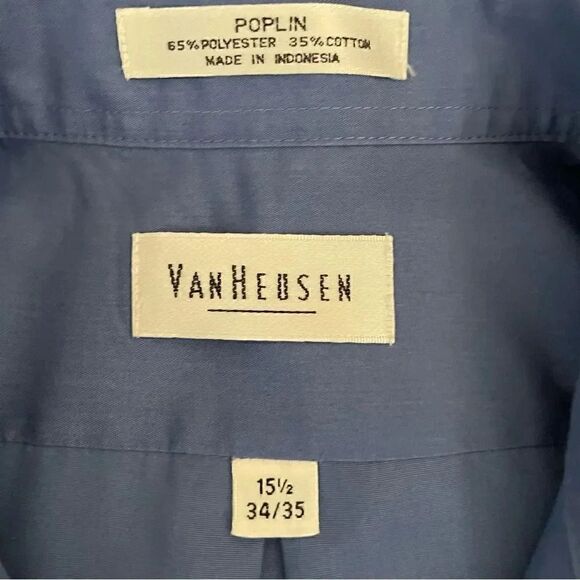 POPLIN
65% POLYESTER 35% COTTON
MADE IN INDONESIA
VANHEUSEN
15½
34/35